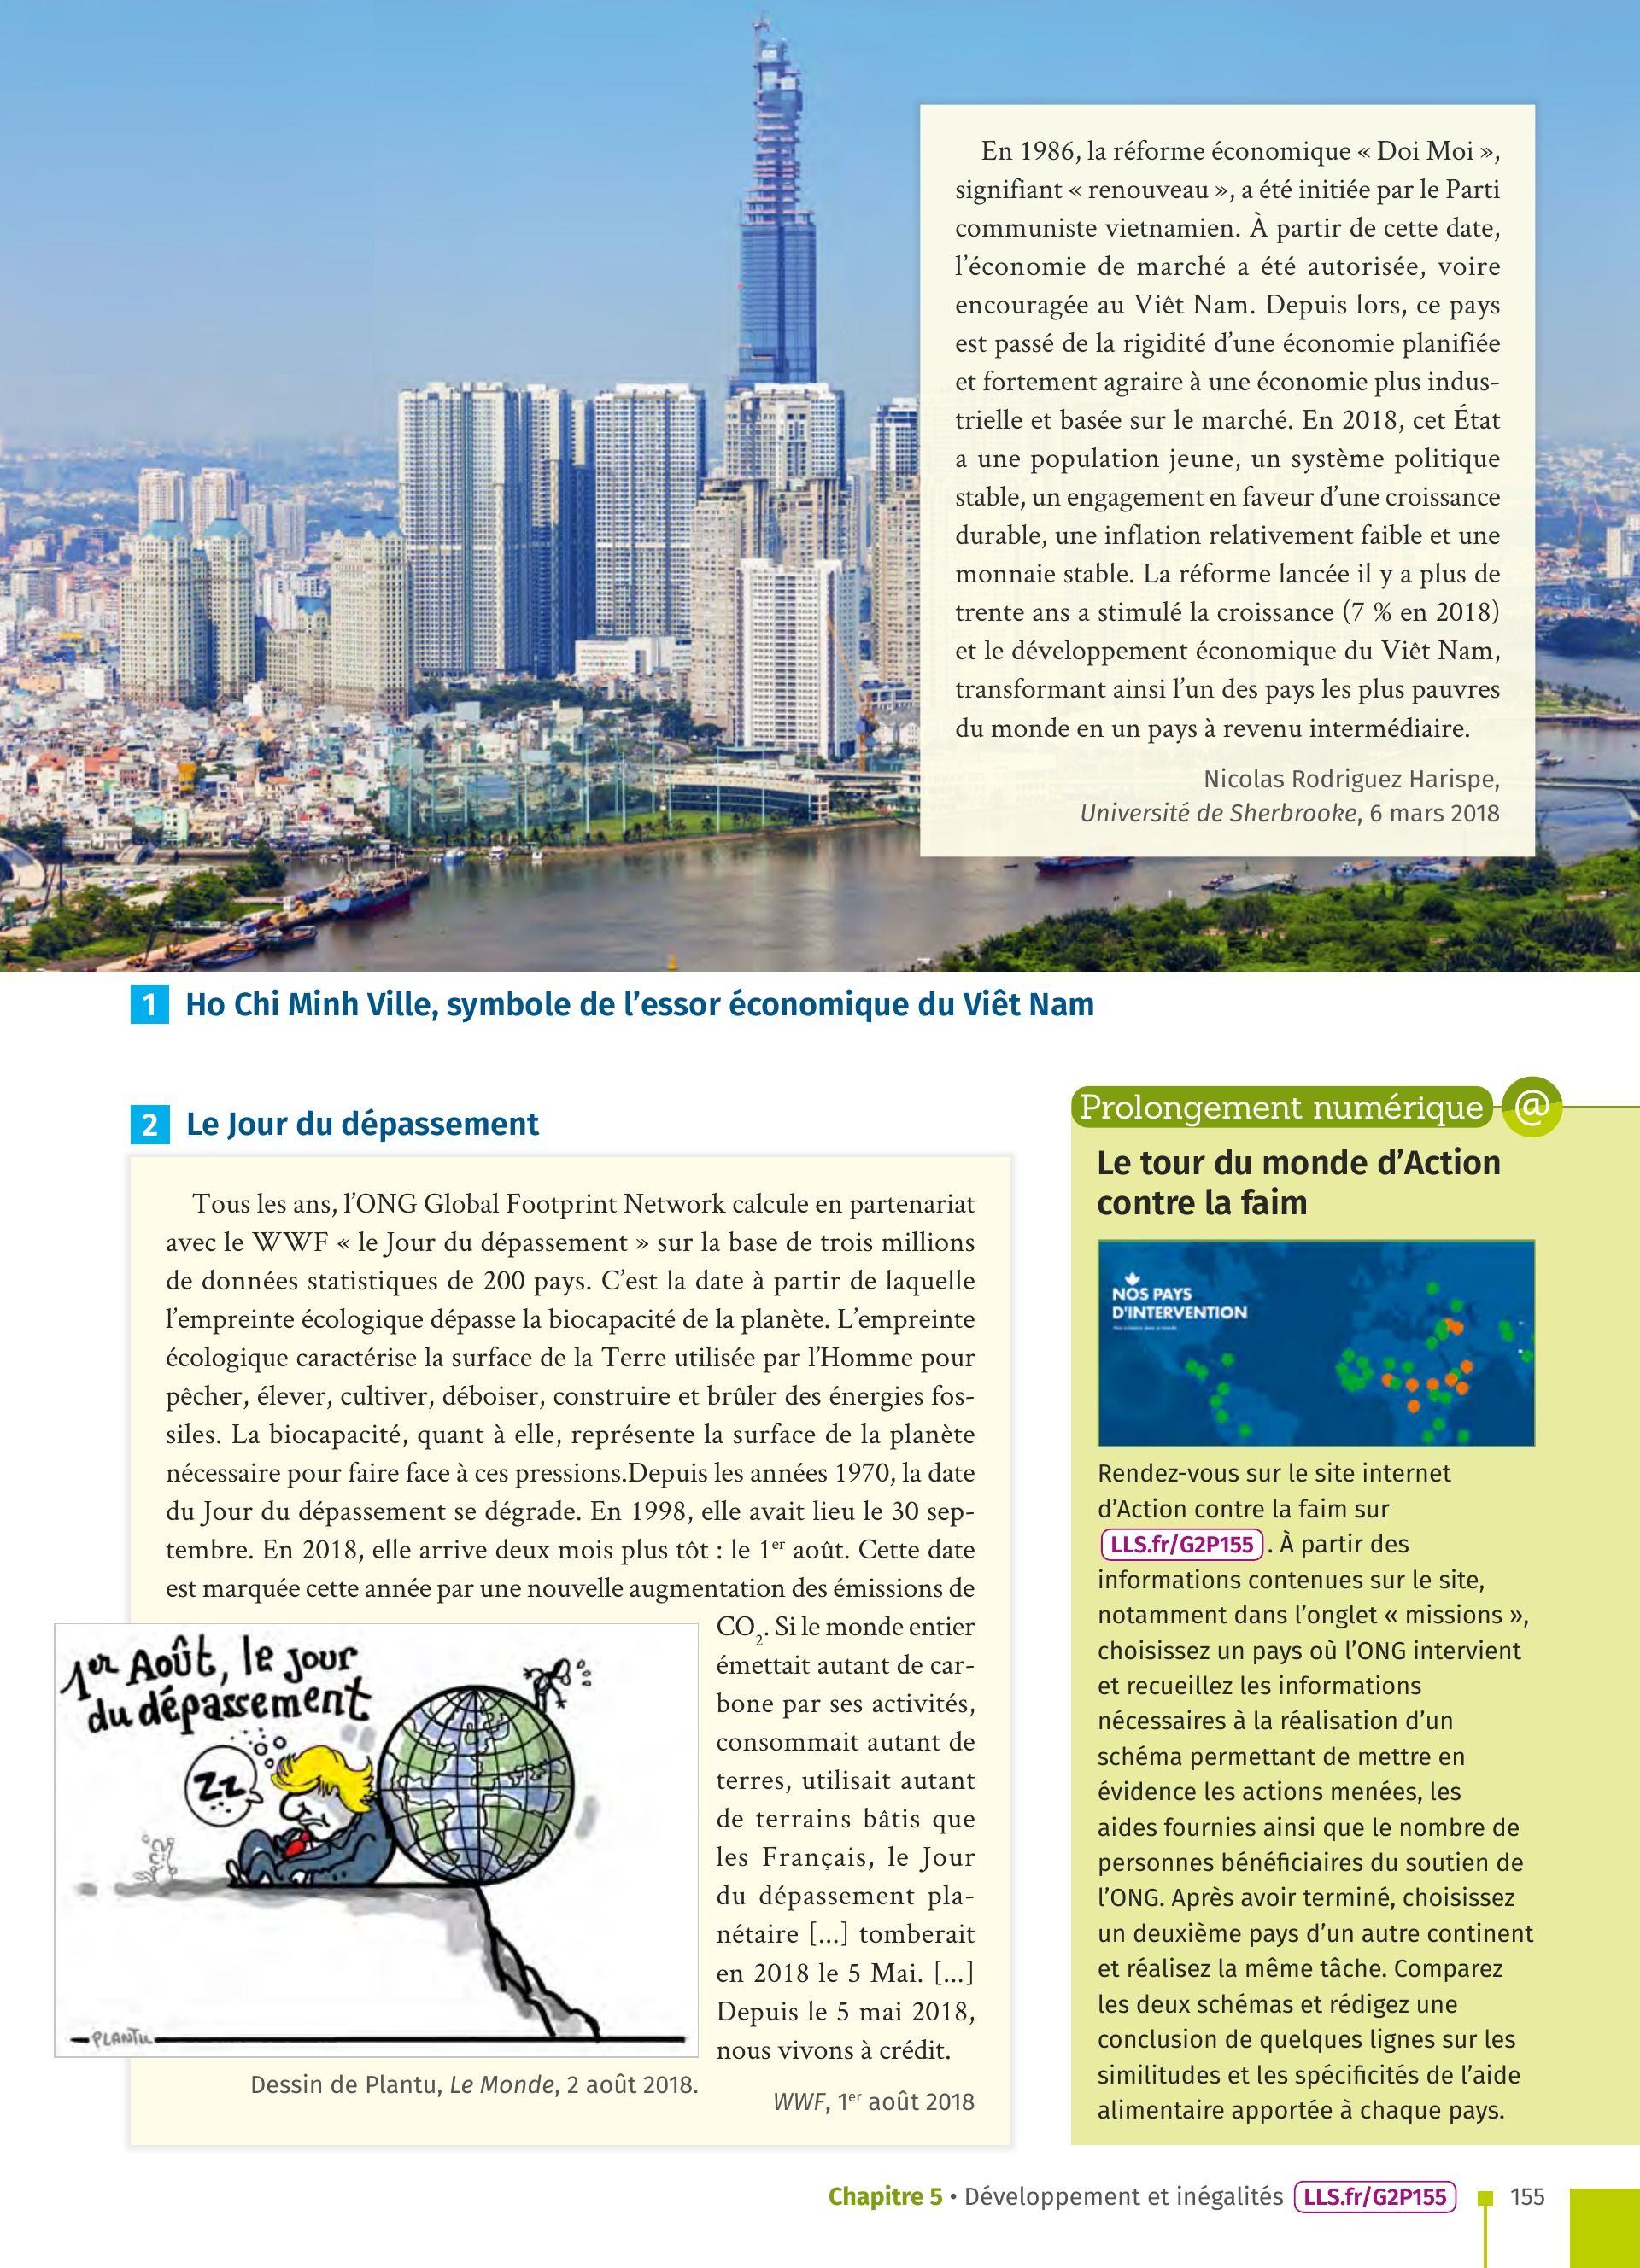 En 1986, la réforme économique « Doi Moi »,
signifiant « renouveau », a été initiée par le Parti
communiste vietnamien. À partir de cette date,
l’économie de marché a été autorisée, voire
encouragée au Viêt Nam. Depuis lors, ce pays
est passé de la rigidité d’une économie planifiée
et fortement agraire à une économie plus indus-
trielle et basée sur le marché. En 2018, cet État
a une population jeune, un système politique
stable, un engagement en faveur d’une croissance
durable, une inflation relativement faible et une
monnaie stable. La réforme lancée il y a plus de
trente ans a stimulé la croissance (7 % en 2018)
et le développement économique du Viêt Nam,
transformant ainsi l’un des pays les plus pauvres
du monde en un pays à revenu intermédiaire.
Nicolas Rodriguez Harispe,
Université de Sherbrooke, 6 mars 2018
1 Ho Chi Minh Ville, symbole de l’essor économique du Viêt Nam
2 Le Jour du dépassement
Tous les ans, l’ONG Global Footprint Network calcule en partenariat
avec le WWF « le Jour du dépassement » sur la base de trois millions
de données statistiques de 200 pays. C’est la date à partir de laquelle
l’empreinte écologique dépasse la biocapacité de la planète. L’empreinte
écologique caractérise la surface de la Terre utilisée par l’Homme pour
pêcher, élever, cultiver, déboiser, construire et brûler des énergies fos-
siles. La biocapacité, quant à elle, représente la surface de la planète
nécessaire pour faire face à ces pressions.Depuis les années 1970, la date
du Jour du dépassement se dégrade. En 1998, elle avait lieu le 30 sep-
tembre. En 2018, elle arrive deux mois plus tôt : le 1er août. Cette date
est marquée cette année par une nouvelle augmentation des émissions de
CO2. Si le monde entier
émettait autant de car-
bone par ses activités,
consommait autant de
terres, utilisait autant
de terrains bâtis que
les Français, le Jour
du dépassement pla-
nétaire [...] tomberait
en 2018 le 5 Mai. [...]
Depuis le 5 mai 2018,
nous vivons à crédit.
WWF, 1er août 2018
1er Août, le jour
du dépassement
Zz
PLANTU
Dessin de Plantu, Le Monde, 2 août 2018.
Prolongement numérique @
Le tour du monde d’Action
contre la faim
NOS PAYS
D'INTERVENTION
Rendez-vous sur le site internet
d’Action contre la faim sur
LLS.fr/G2P155 . À partir des
informations contenues sur le site,
notamment dans l’onglet « missions »,
choisissez un pays où l’ONG intervient
et recueillez les informations
nécessaires à la réalisation d’un
schéma permettant de mettre en
évidence les actions menées, les
aides fournies ainsi que le nombre de
personnes bénéficiaires du soutien de
l’ONG. Après avoir terminé, choisissez
un deuxième pays d’un autre continent
et réalisez la même tâche. Comparez
les deux schémas et rédigez une
conclusion de quelques lignes sur les
similitudes et les spécificités de l’aide
alimentaire apportée à chaque pays.
Chapitre 5 • Développement et inégalités LLS.fr/G2P155 155